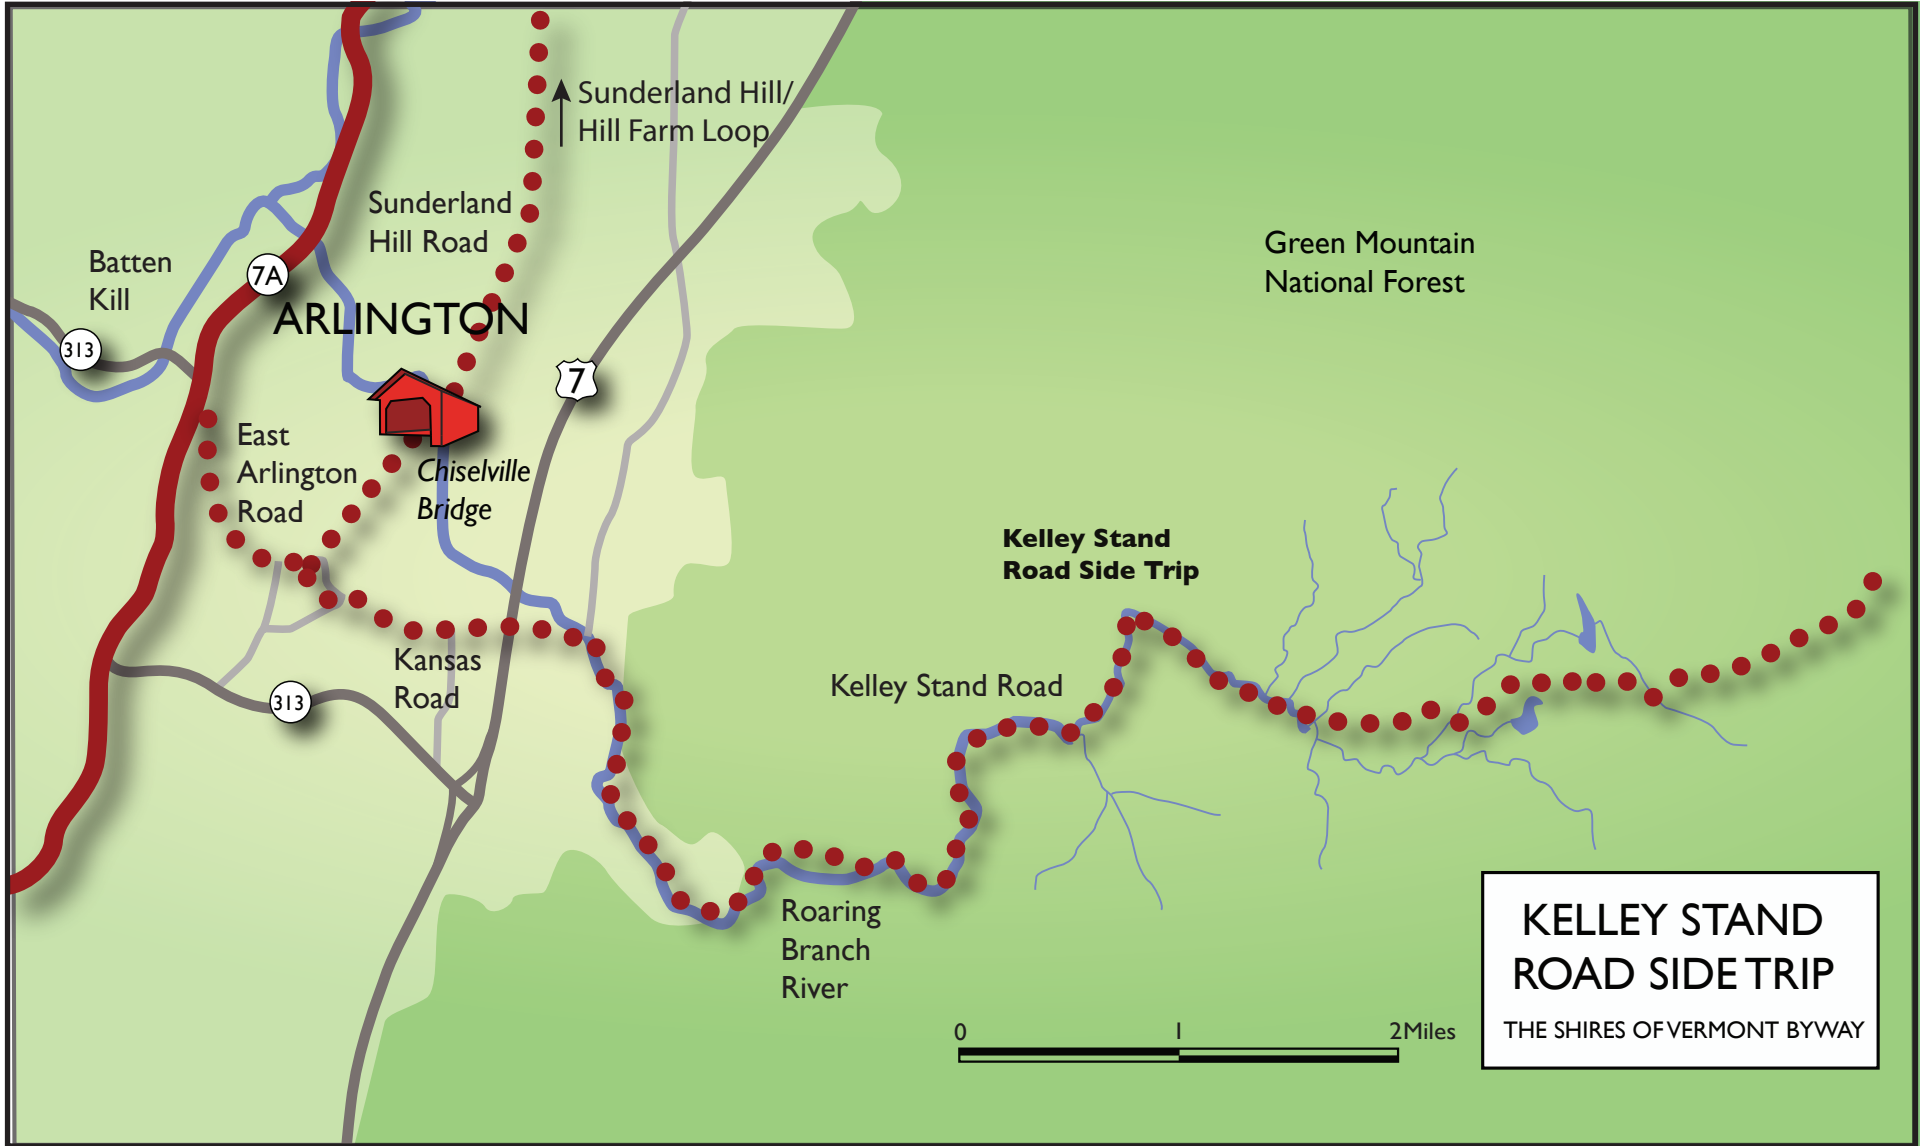 Sunderland Hill/
Hill Farm Loop
Sunderland
Hill Road
Batten
Kill
7A
ARLINGTON
313
7
East
Arlington
Road
Chiselville
Bridge
Green Mountain
National Forest
Kelley Stand
Road Side Trip
Kansas
Road
313
Kelley Stand Road
Roaring
Branch
River
0 1 2Miles
KELLEY STAND
ROAD SIDE TRIP
THE SHIRES OF VERMONT BYWAY